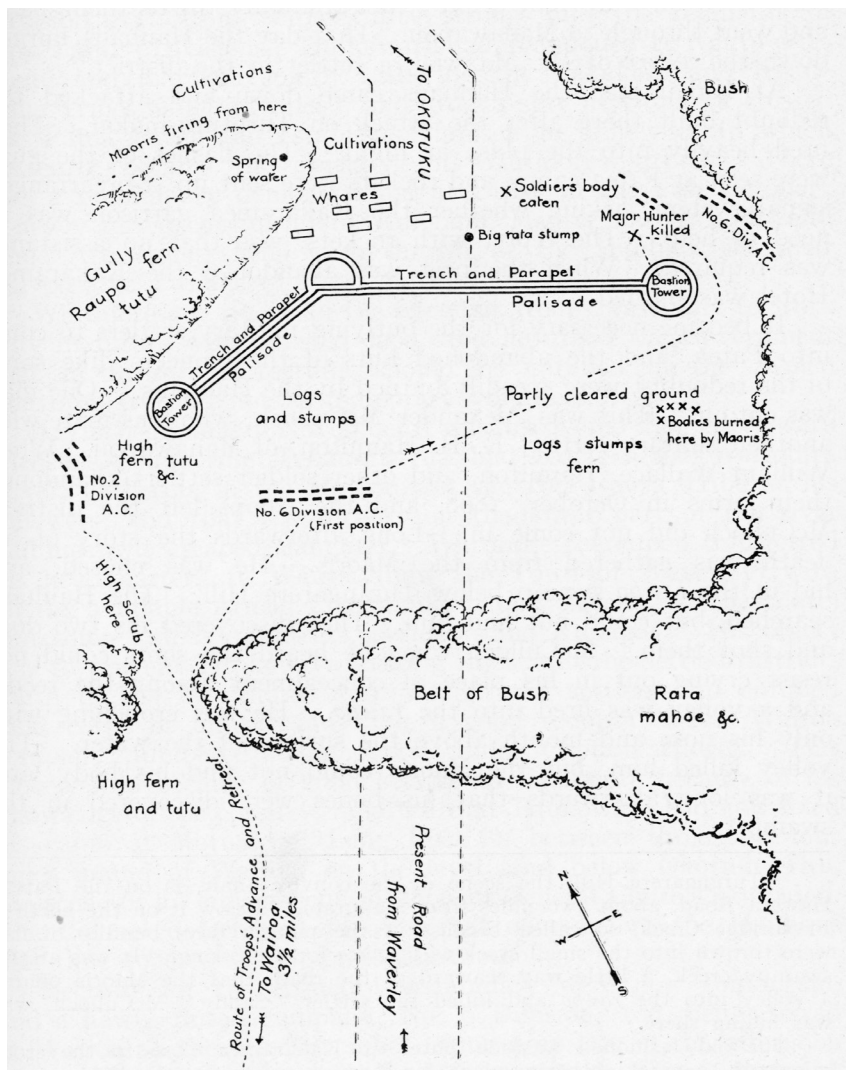 Cultivations
Maoris firing from here
Spring
of water
To OKOTUKU
Cultivations
Whares
Bush
Soldier's body
eaten
Major Hunter
killed
No.6. Div. A.C.
Big rata stump
Gully
Raupo fern
tutu
Trench and Parapet
Palisade
Bastion
Tower
Trench and Parapet
Palisade
Bastion
Tower
High
fern tutu
&c.
Logs
and stumps
Partly cleared ground
Bodies burned
here by Maoris
Logs stumps
fern
No.2
Division
A.C.
No. 6 Division A.C.
(First position)
High scrub
here
Belt of Bush
Rata
mahoe &c.
High fern
and tutu
Route of Troops' Advance and Retreat
To Wairoa
3½ miles
Present Road
from Waverley
N
W
E
S